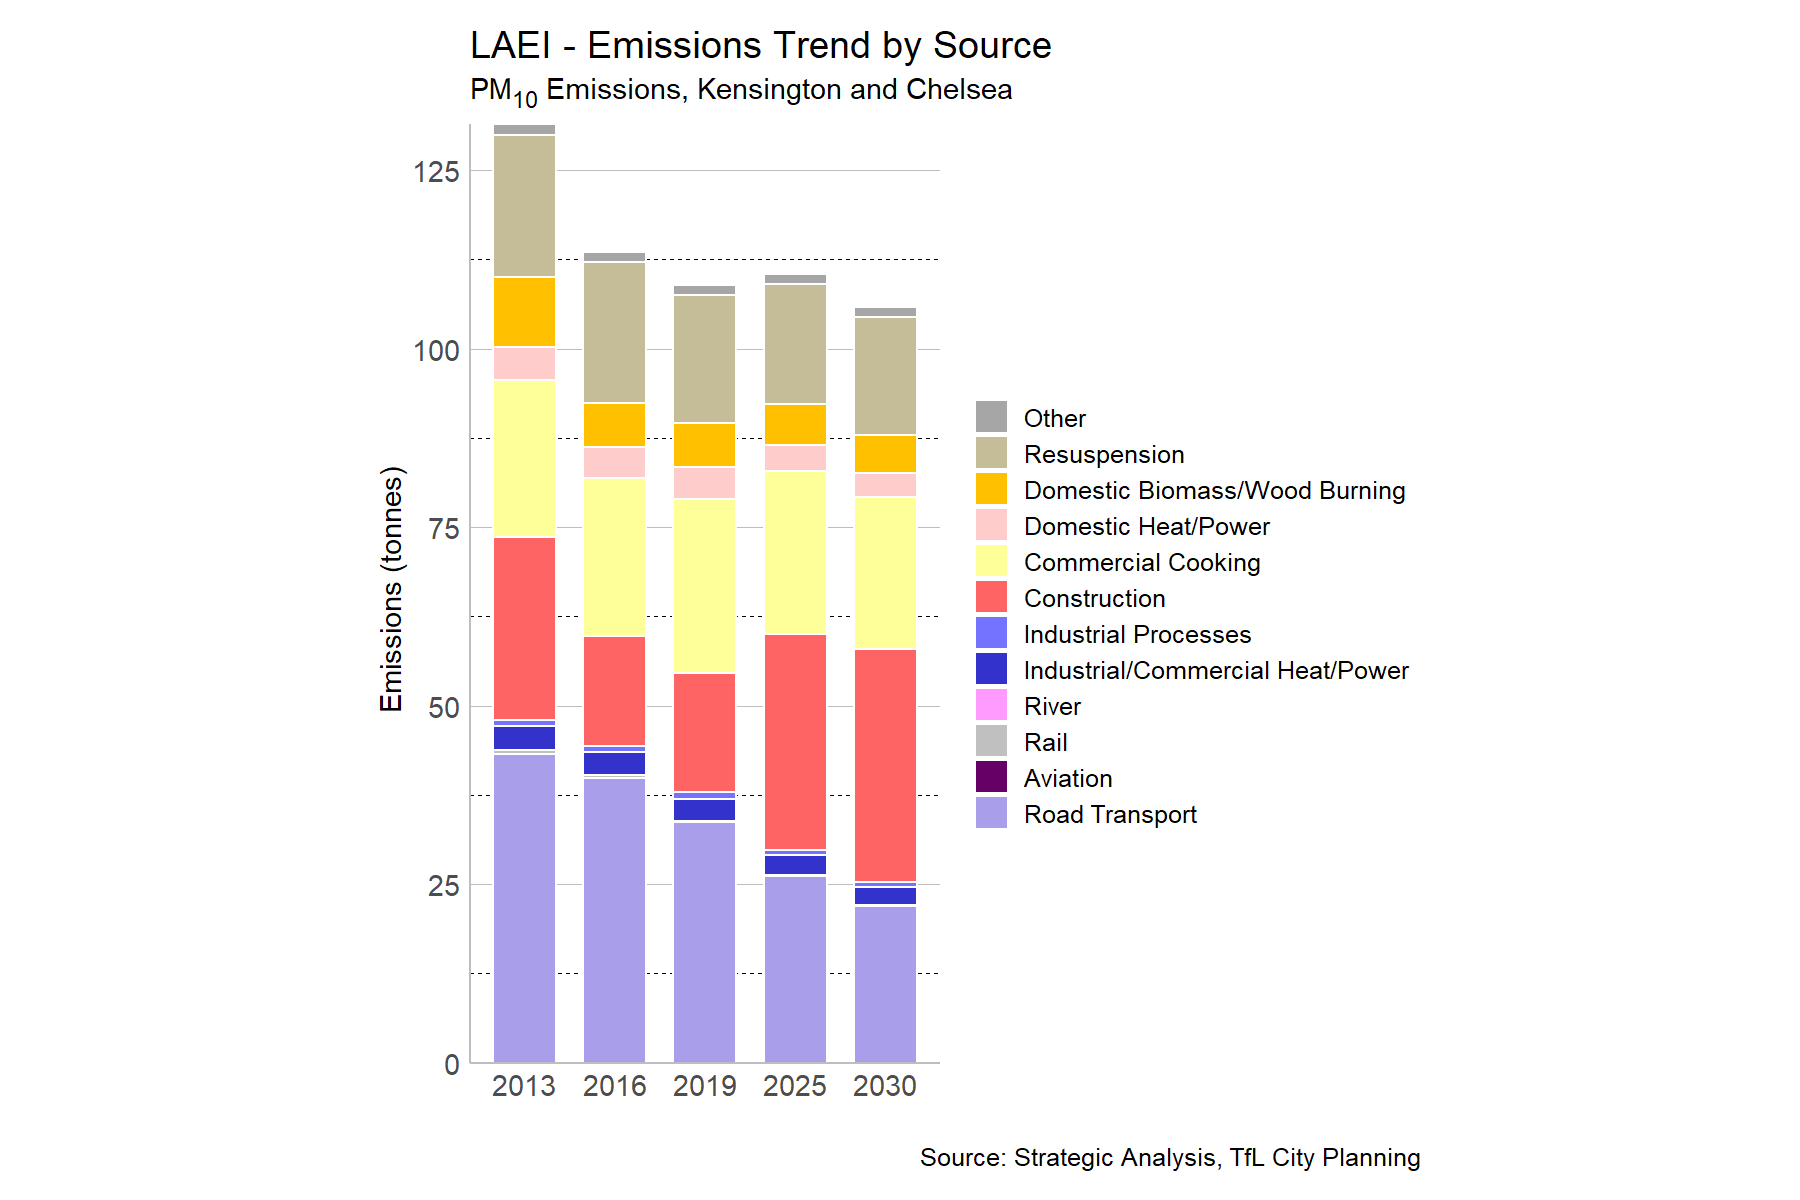 LAEI - Emissions Trend by Source
PM10 Emissions, Kensington and Chelsea
Emissions (tonnes)
125
100
75
50
25
0
2013 2016 2019 2025 2030
Other
Resuspension
Domestic Biomass/Wood Burning
Domestic Heat/Power
Commercial Cooking
Construction
Industrial Processes
Industrial/Commercial Heat/Power
River
Rail
Aviation
Road Transport
Source: Strategic Analysis, TfL City Planning